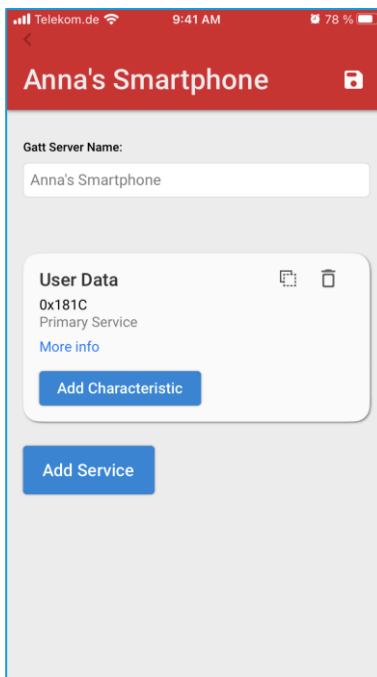 Telekom.de 9:41 AM 78 %
Anna's Smartphone
Gatt Server Name:
Anna's Smartphone
User Data
0x181C
Primary Service
More info
Add Characteristic
Add Service